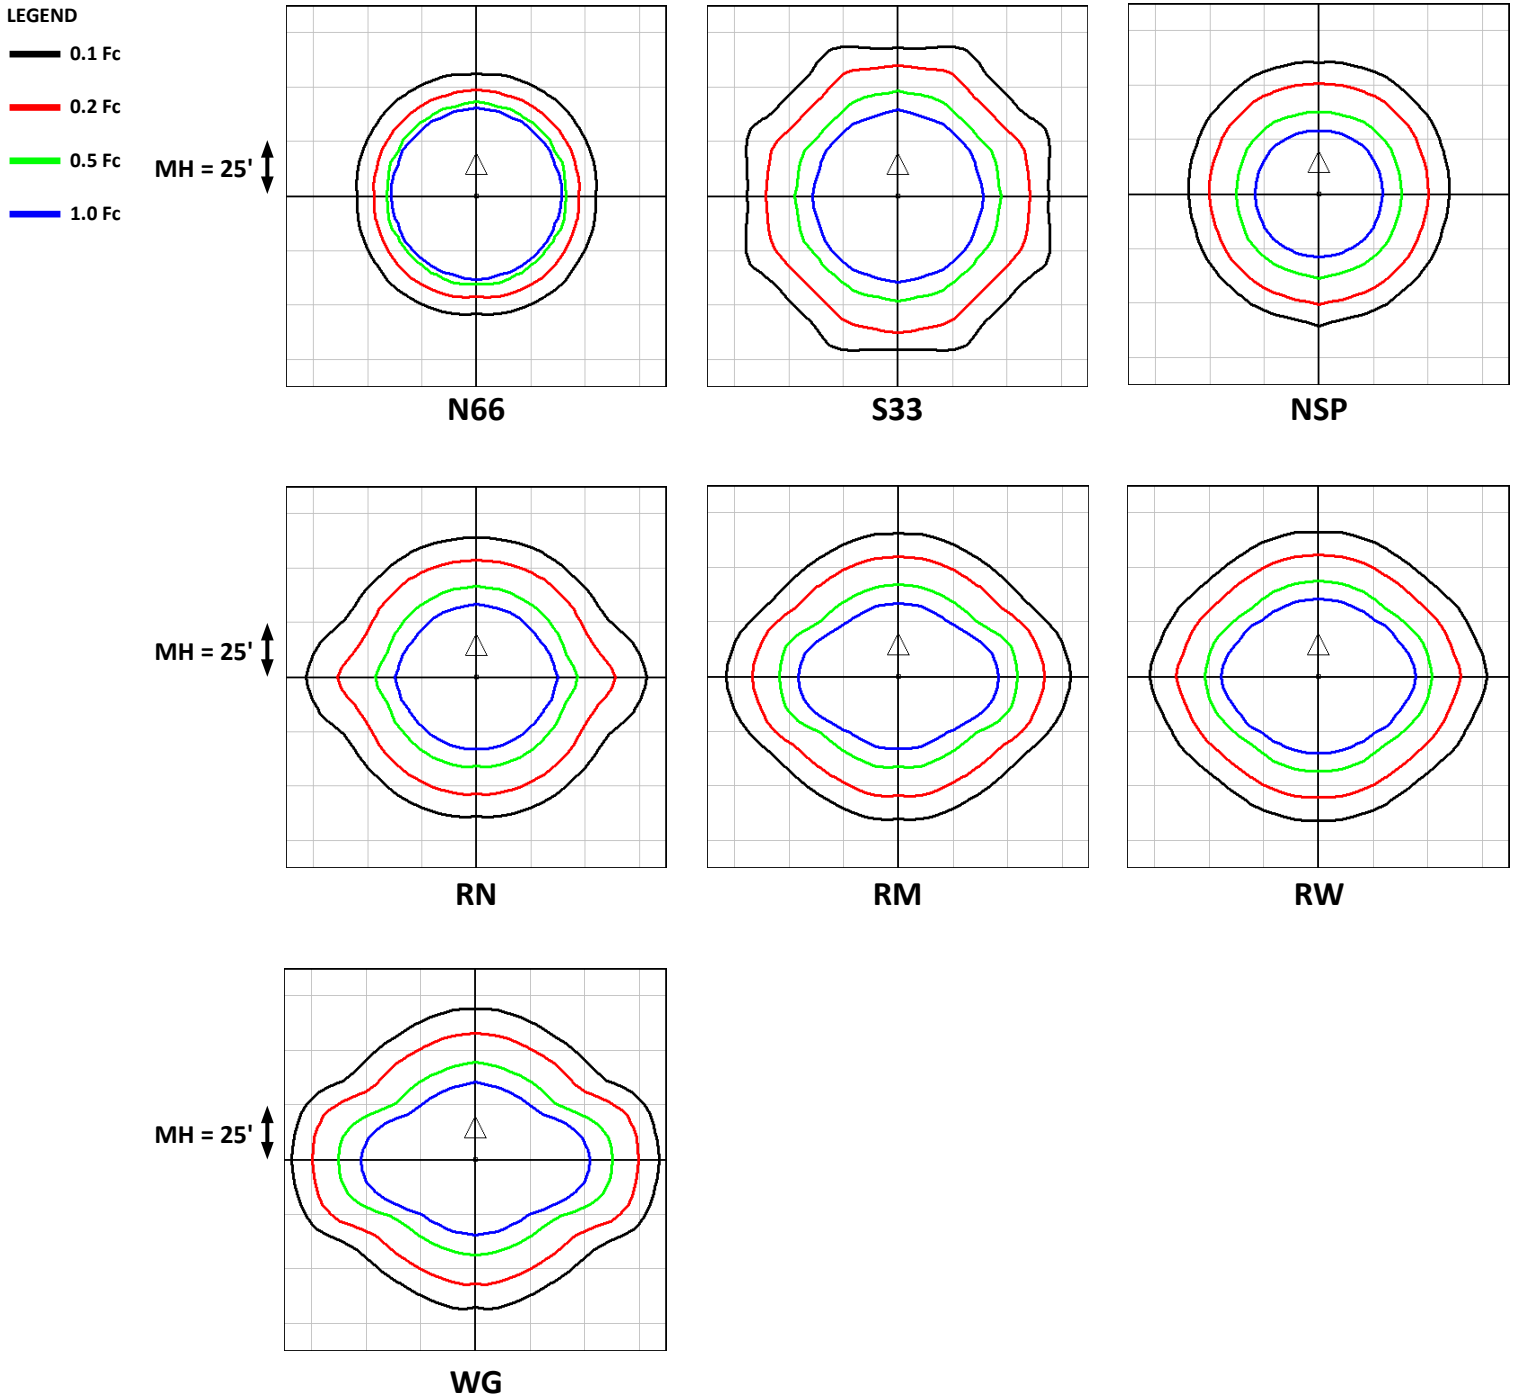 LEGEND
0.1 Fc
0.2 Fc
0.5 Fc
1.0 Fc
MH = 25'
N66
S33
NSP
MH = 25'
RN
RM
RW
MH = 25'
WG